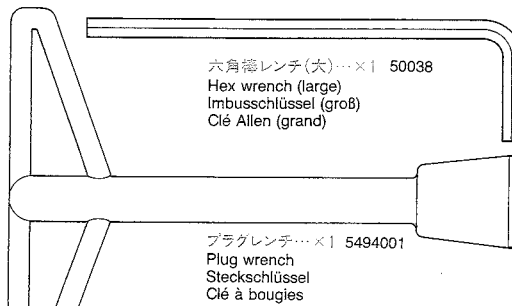 六角棒レンチ(大)…×1 50038
Hex wrench (large)
Imbusschlüssel (groß)
Clé Allen (grand)
プラグレンチ…×1 5494001
Plug wrench
Steckschlüssel
Clé à bougies